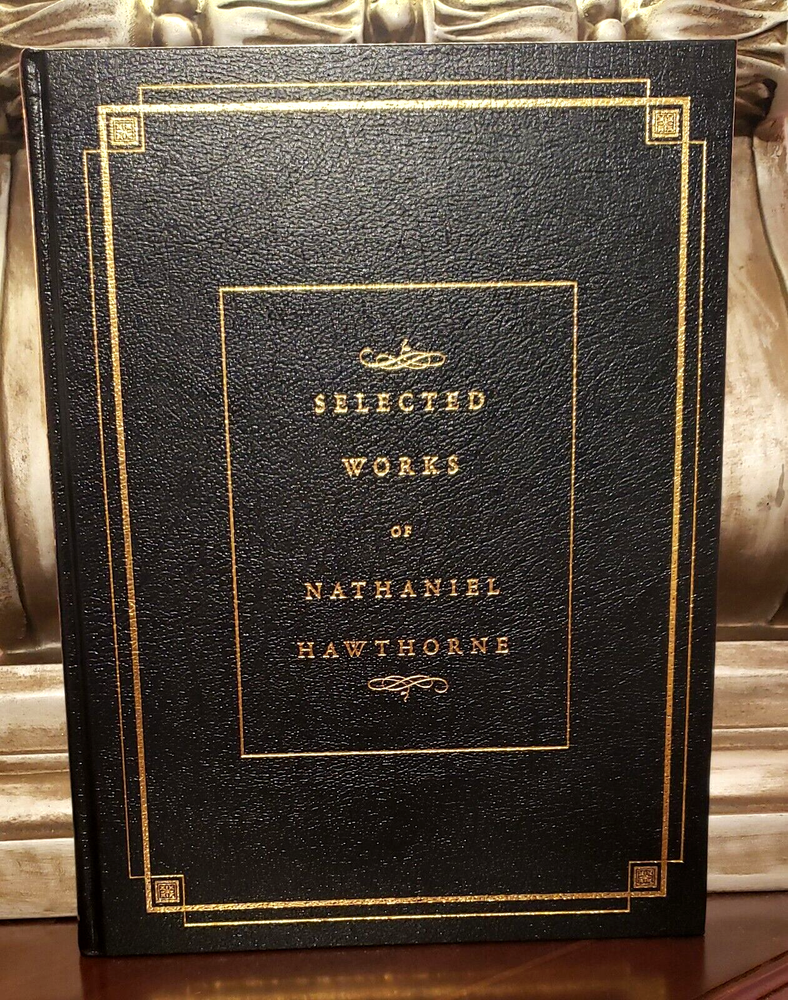 SELECTED
WORKS
OF
NATHANIEL
HAWTHORNE